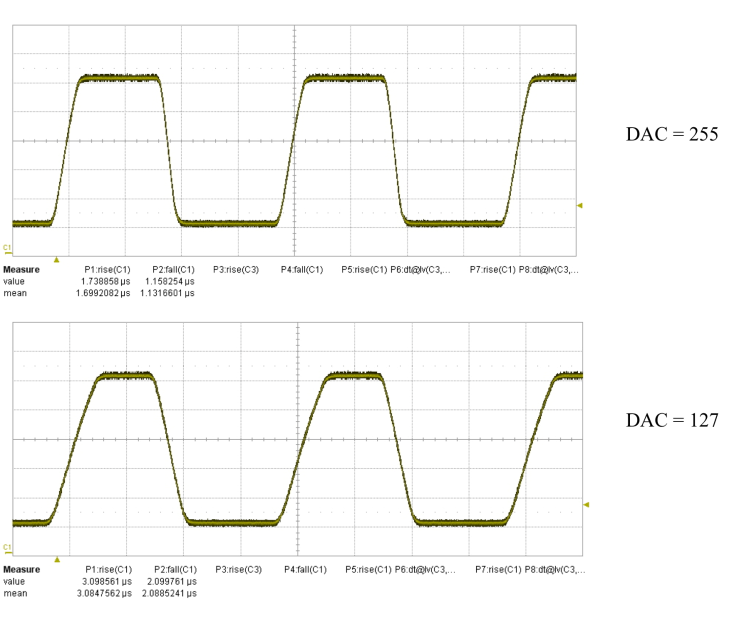 DAC = 255
C1
Measure P1:rise(C1) P2:fall(C1) P3:rise(C3) P4:fall(C1) P5:rise(C1) P6:dt@lv(C3,... P7:rise(C1) P8:dt@lv(C3,...
value 1.738858 µs 1.158254 µs
mean 1.6992082 µs 1.1316601 µs
DAC = 127
C1
Measure P1:rise(C1) P2:fall(C1) P3:rise(C3) P4:fall(C1) P5:rise(C1) P6:dt@lv(C3,... P7:rise(C1) P8:dt@lv(C3,...
value 3.098561 µs 2.099761 µs
mean 3.0847562 µs 2.0885241 µs